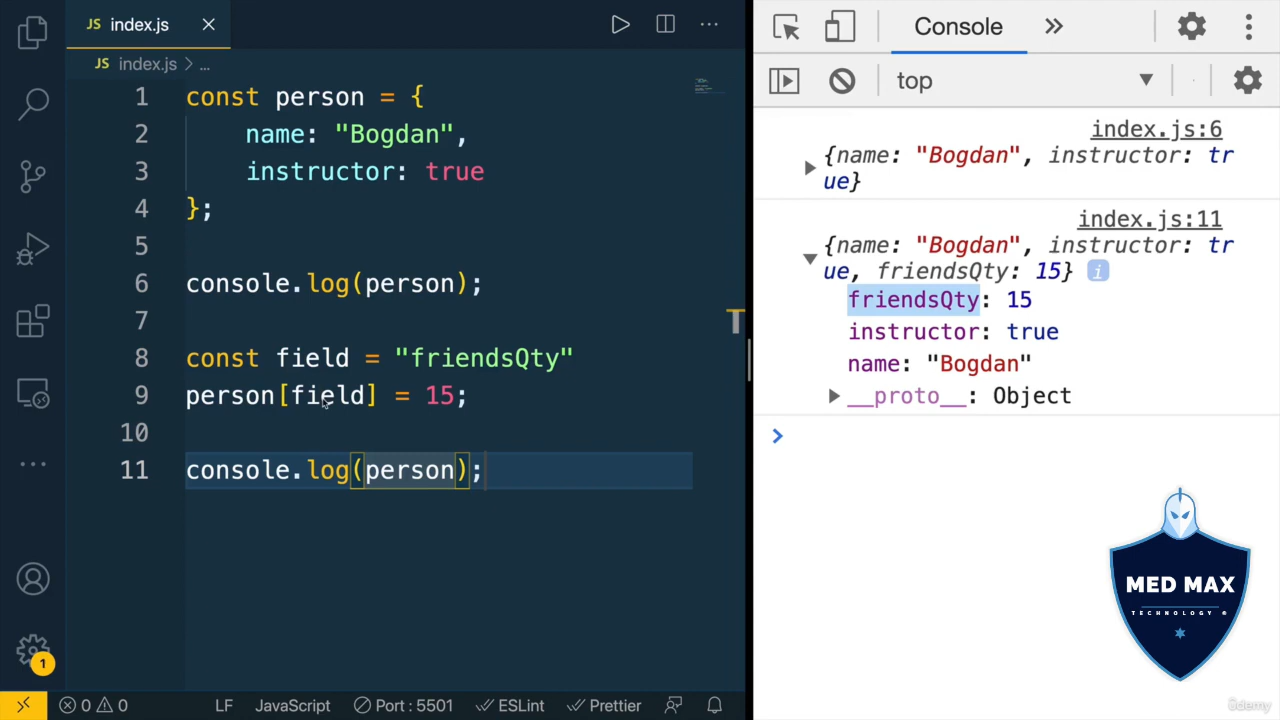 JS index.js
JS index.js > ...
1 const person = {
2 name: "Bogdan",
3 instructor: true
4 };
5
6 console.log(person);
7
8 const field = "friendsQty"
9 person[field] = 15;
10
11 console.log(person);
1
0 0
LF JavaScript Port : 5501 ESLint Prettier
Console
top
index.js:6
{name: "Bogdan", instructor: tr
ue}
index.js:11
{name: "Bogdan", instructor: tr
ue, friendsQty: 15} i
friendsQty: 15
instructor: true
name: "Bogdan"
__proto__: Object
MED MAX
TECHNOLOGY ®
ûdemy